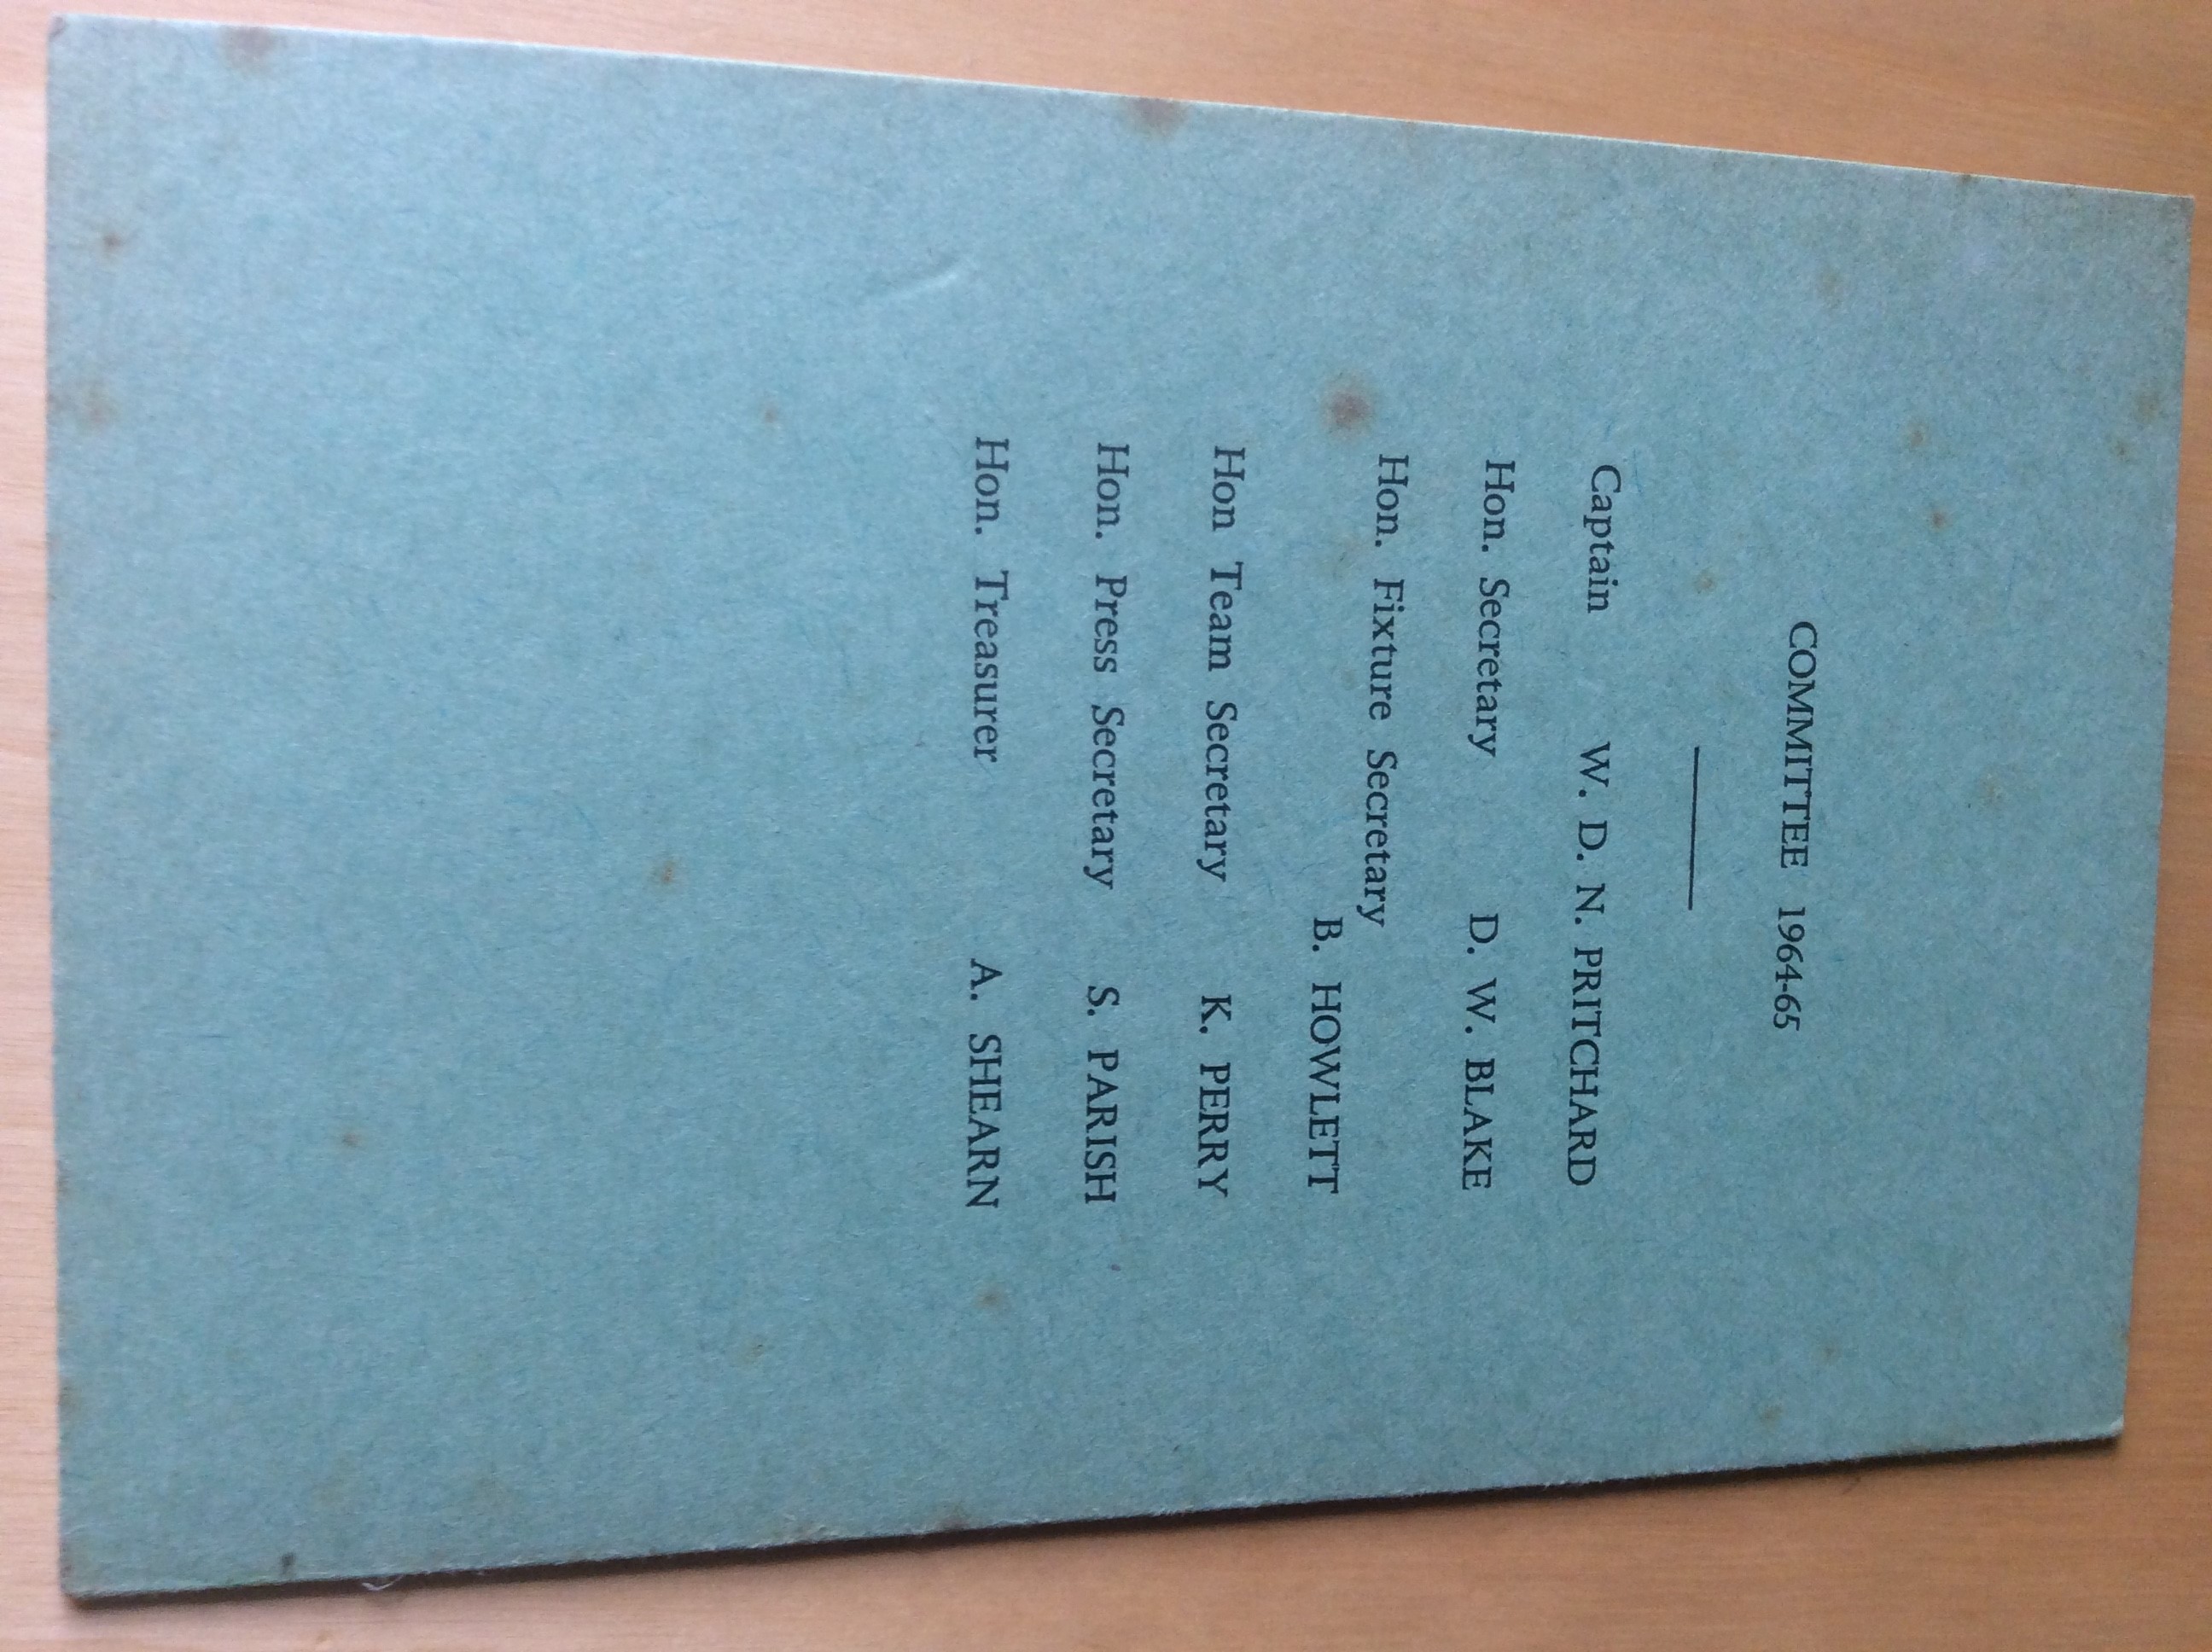 COMMITTEE 1964-65
Captain W. D. N. PRITCHARD
Hon. Secretary D. W. BLAKE
Hon. Fixture Secretary
B. HOWLETT
Hon Team Secretary K. PERRY
Hon. Press Secretary S. PARISH
Hon. Treasurer A. SHEARN